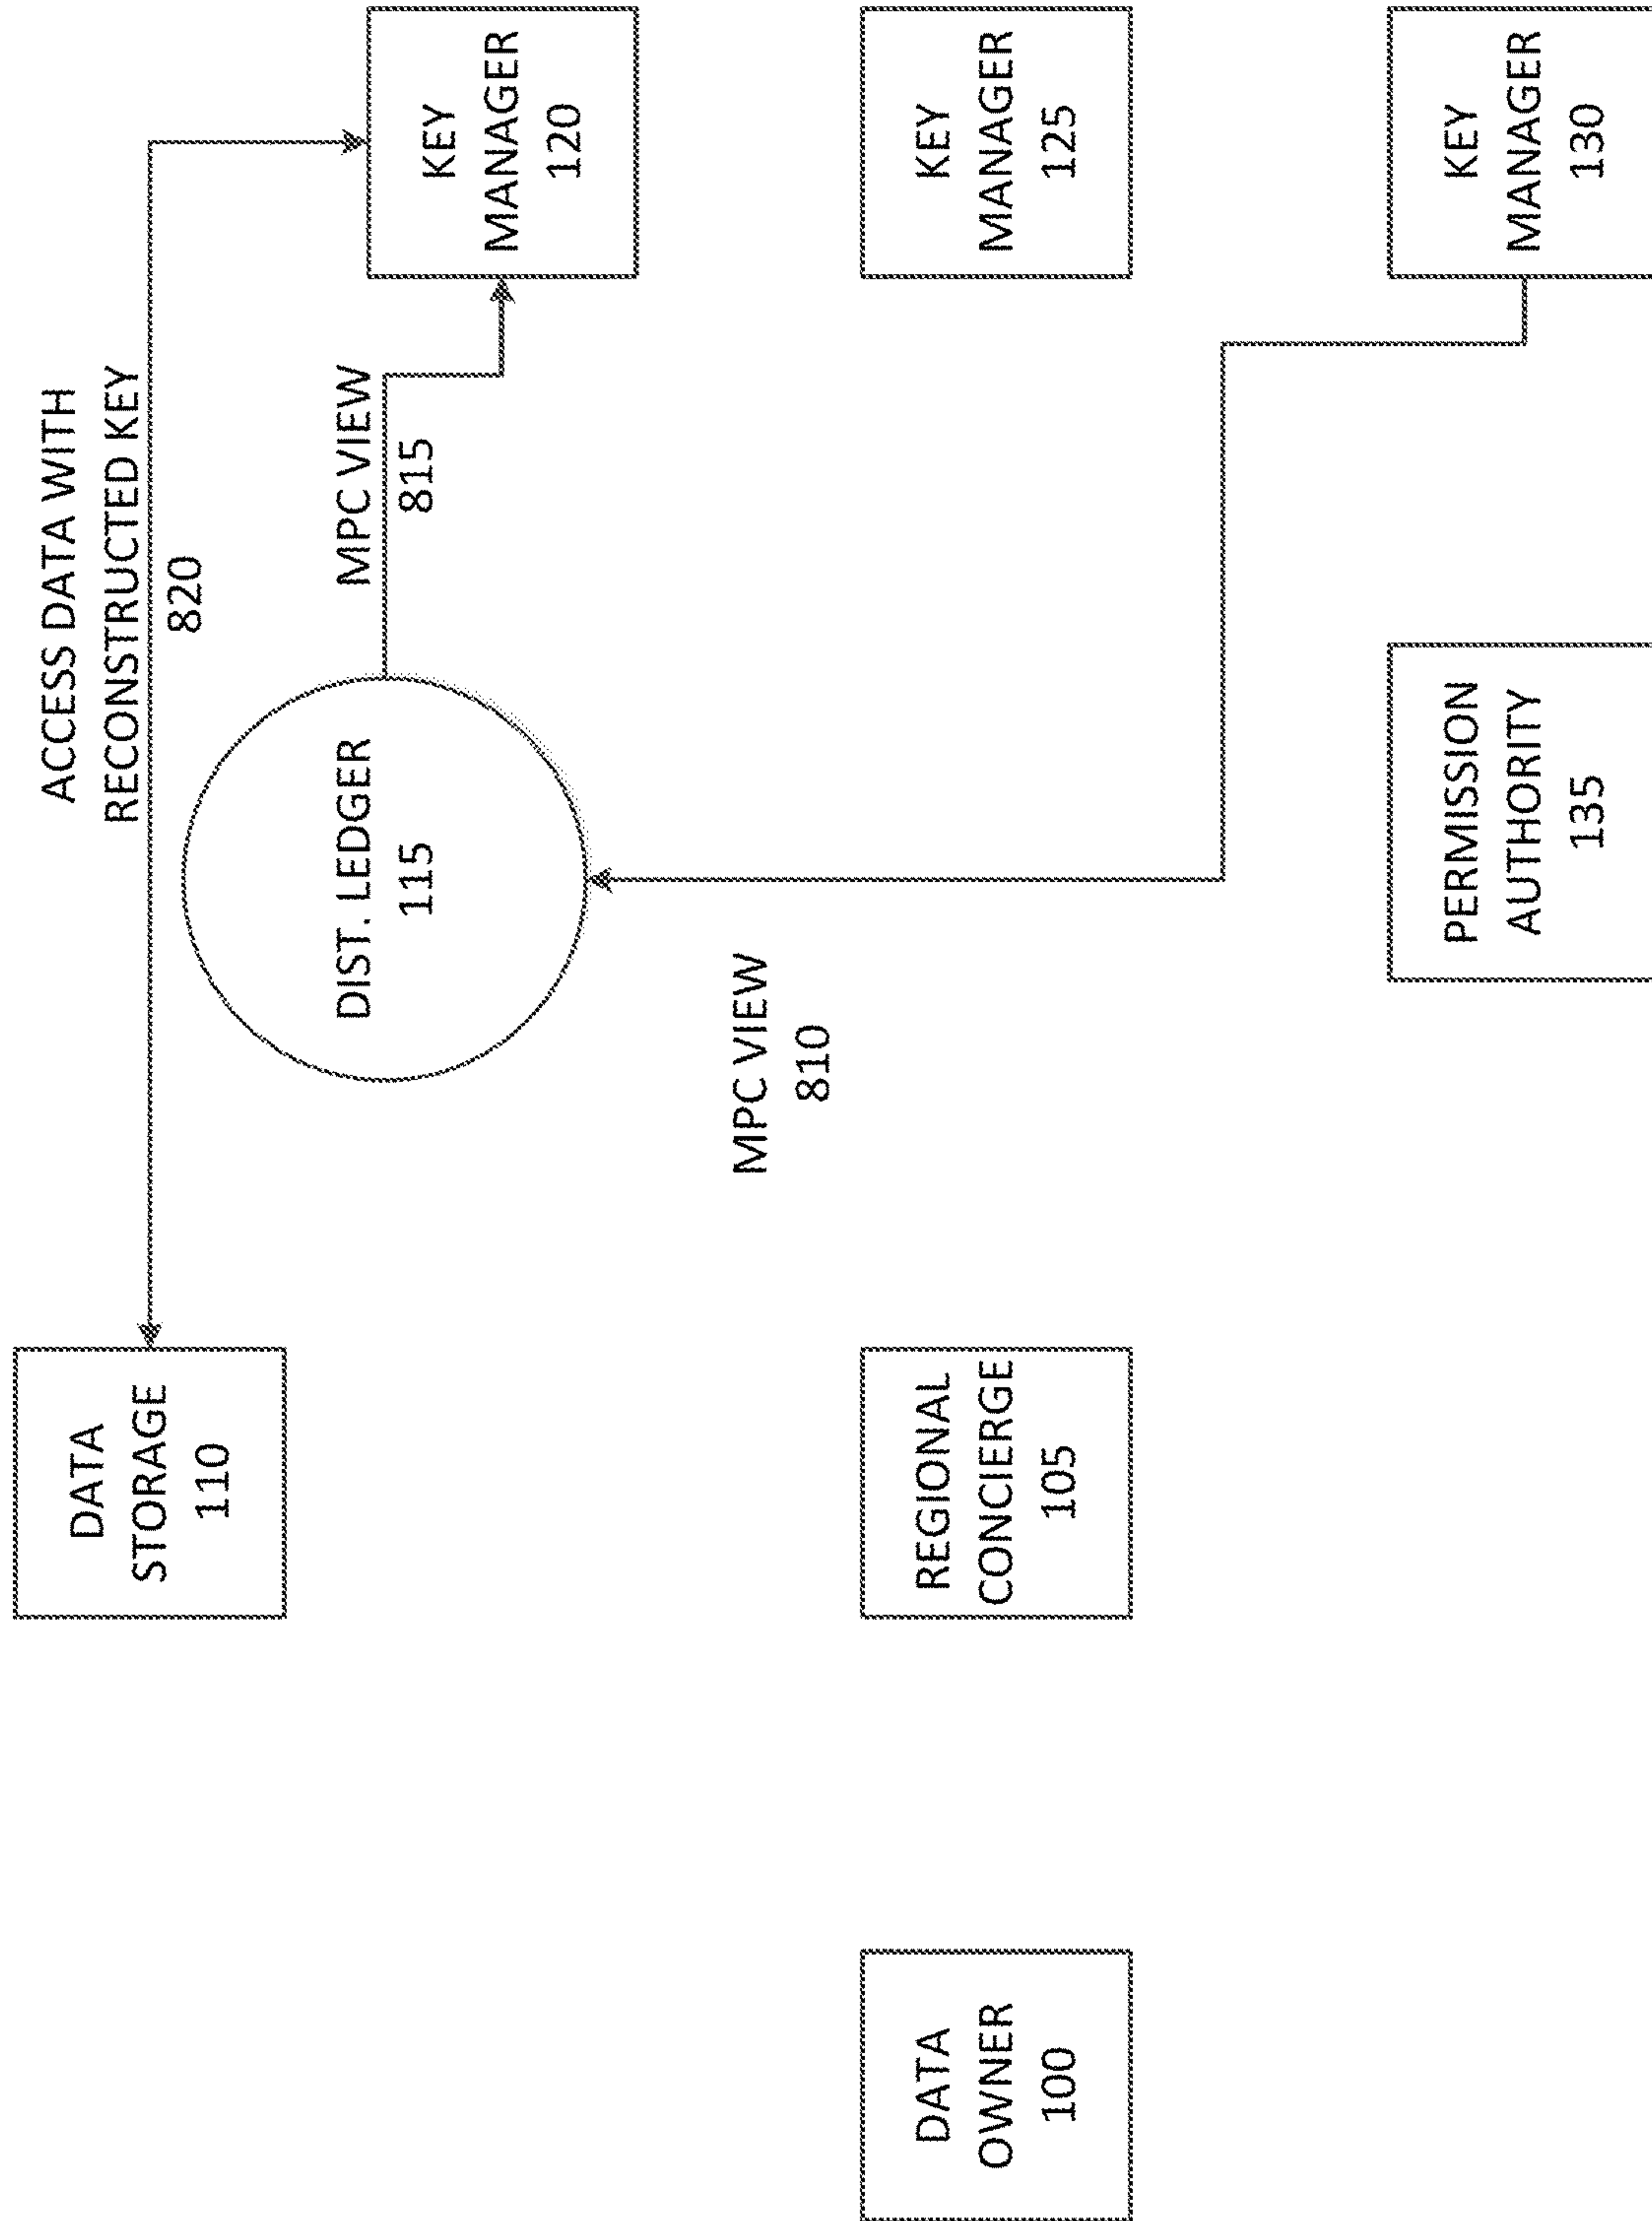 ACCESS DATA WITH
RECONSTRUCTED KEY
820
DATA
STORAGE
110
DIST. LEDGER
115
MPC VIEW
815
KEY
MANAGER
120
MPC VIEW
810
DATA
OWNER
100
REGIONAL
CONCIERGE
105
KEY
MANAGER
125
PERMISSION
AUTHORITY
135
KEY
MANAGER
130